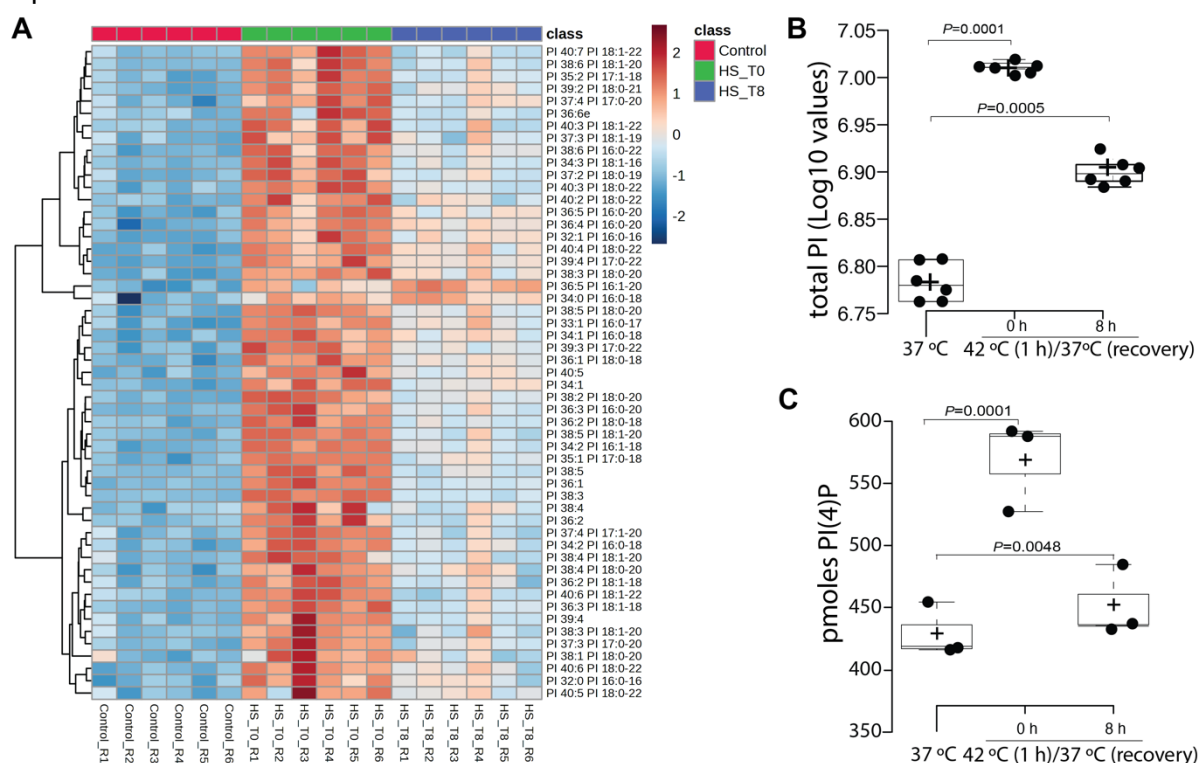 A
class
PI 40:7 PI 18:1-22
PI 38:6 PI 18:1-20
PI 35:2 PI 17:1-18
PI 39:2 PI 18:0-21
PI 37:4 PI 17:0-20
PI 36:6e
PI 40:3 PI 18:1-22
PI 37:3 PI 18:1-19
PI 38:6 PI 16:0-22
PI 34:3 PI 18:1-16
PI 37:2 PI 18:0-19
PI 40:3 PI 18:0-22
PI 40:2 PI 18:0-22
PI 36:5 PI 16:0-20
PI 36:4 PI 16:0-20
PI 32:1 PI 16:0-16
PI 40:4 PI 18:0-22
PI 39:4 PI 17:0-22
PI 38:3 PI 18:0-20
PI 36:5 PI 16:1-20
PI 34:0 PI 16:0-18
PI 38:5 PI 18:0-20
PI 33:1 PI 16:0-17
PI 34:1 PI 16:0-18
PI 39:3 PI 17:0-22
PI 36:1 PI 18:0-18
PI 40:5
PI 34:1
PI 38:2 PI 18:0-20
PI 36:3 PI 16:0-20
PI 36:2 PI 18:0-18
PI 38:5 PI 18:1-20
PI 34:2 PI 16:1-18
PI 35:1 PI 17:0-18
PI 38:5
PI 36:1
PI 38:3
PI 38:4
PI 36:2
PI 37:4 PI 17:1-20
PI 34:2 PI 16:0-18
PI 38:4 PI 18:1-20
PI 38:4 PI 18:0-20
PI 36:2 PI 18:1-18
PI 40:6 PI 18:1-22
PI 36:3 PI 18:1-18
PI 39:4
PI 38:3 PI 18:1-20
PI 37:3 PI 17:0-20
PI 38:1 PI 18:0-20
PI 40:6 PI 18:0-22
PI 32:0 PI 16:0-16
PI 40:5 PI 18:0-22
Control_R1
Control_R2
Control_R3
Control_R4
Control_R5
Control_R6
HS_T0_R1
HS_T0_R2
HS_T0_R3
HS_T0_R4
HS_T0_R5
HS_T0_R6
HS_T8_R1
HS_T8_R2
HS_T8_R3
HS_T8_R4
HS_T8_R5
HS_T8_R6
2
1
0
-1
-2
class
Control
HS_T0
HS_T8
B
total PI (Log10 values)
7.05
7.00
6.95
6.90
6.85
6.80
6.75
P=0.0001
P=0.0005
0 h
8 h
37 ºC
42 ºC (1 h)/37ºC (recovery)
C
pmoles PI(4)P
600
550
500
450
400
350
P=0.0001
P=0.0048
0 h
8 h
37 ºC
42 ºC (1 h)/37 ºC (recovery)